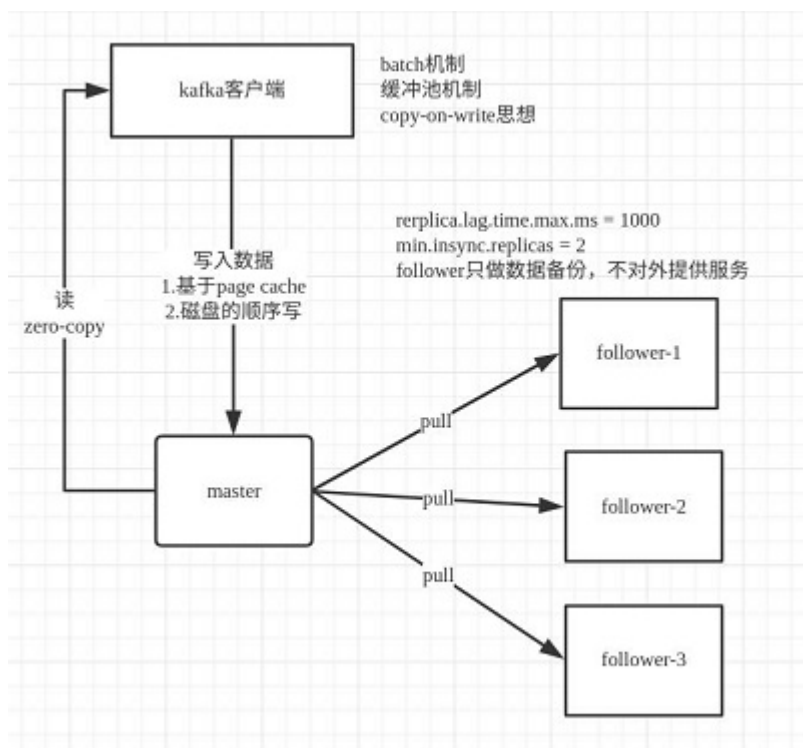 kafka客户端
batch机制
缓冲池机制
copy-on-write思想
rerplica.lag.time.max.ms = 1000
min.insync.replicas = 2
follower只做数据备份，不对外提供服务
写入数据
1.基于page cache
2.磁盘的顺序写
读
zero-copy
follower-1
pull
master
pull
follower-2
pull
follower-3